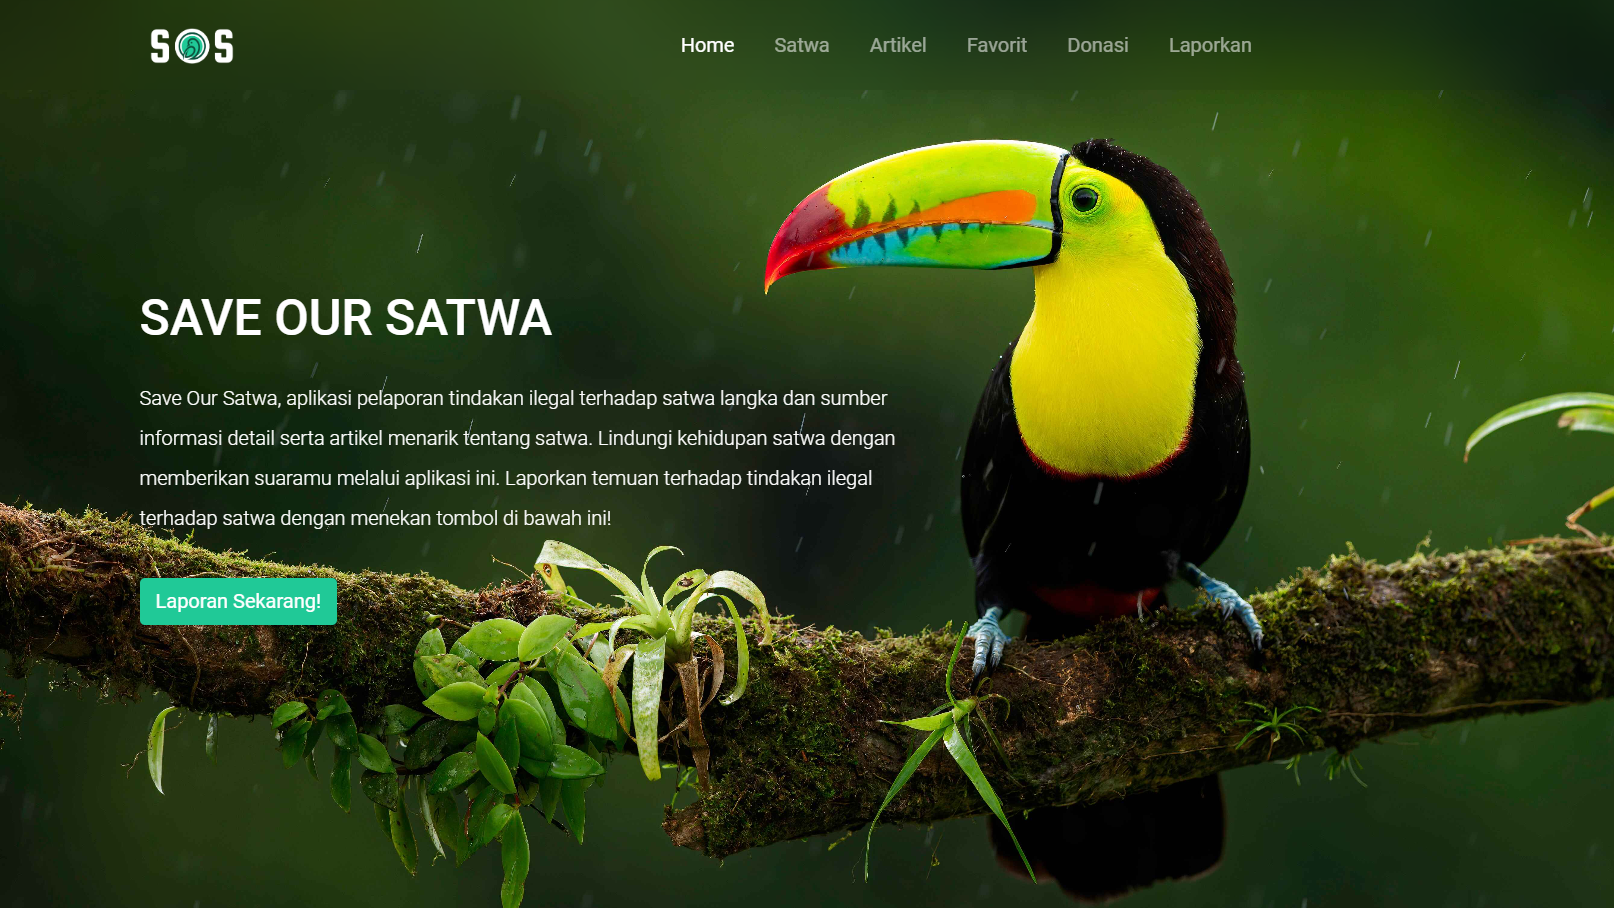 SOS
Home Satwa Artikel Favorit Donasi Laporkan
SAVE OUR SATWA
Save Our Satwa, aplikasi pelaporan tindakan ilegal terhadap satwa langka dan sumber
informasi detail serta artikel menarik tentang satwa. Lindungi kehidupan satwa dengan
memberikan suaramu melalui aplikasi ini. Laporkan temuan terhadap tindakan ilegal
terhadap satwa dengan menekan tombol di bawah ini!
Laporan Sekarang!